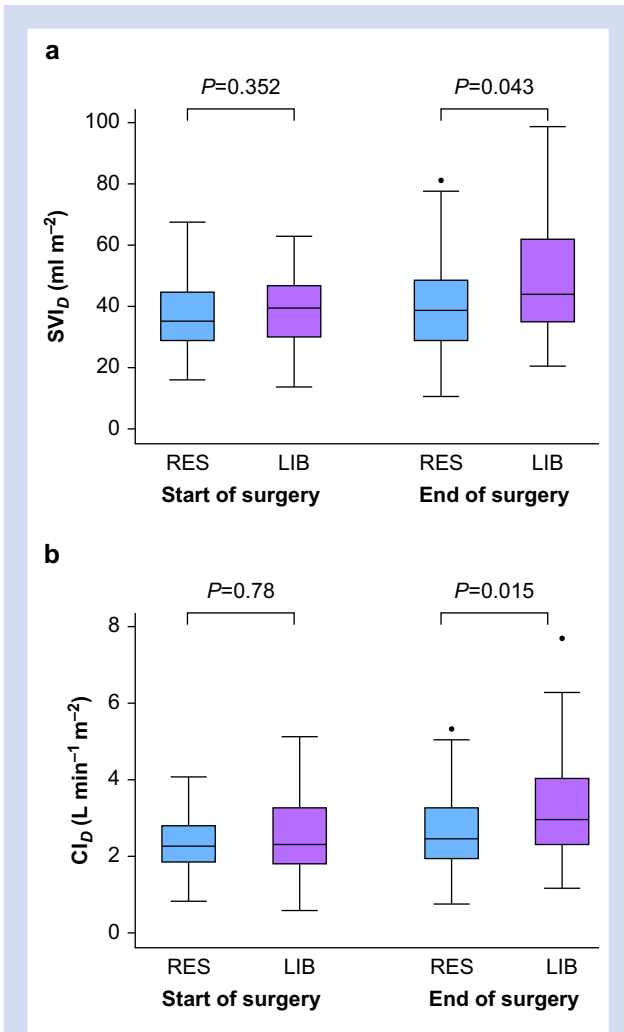 a
P=0.352 P=0.043
100
80
60
40
20
0
SVI_D (ml m⁻²)
RES LIB RES LIB
Start of surgery End of surgery
b
P=0.78 P=0.015
8
6
4
2
0
CI_D (L min⁻¹ m⁻²)
RES LIB RES LIB
Start of surgery End of surgery